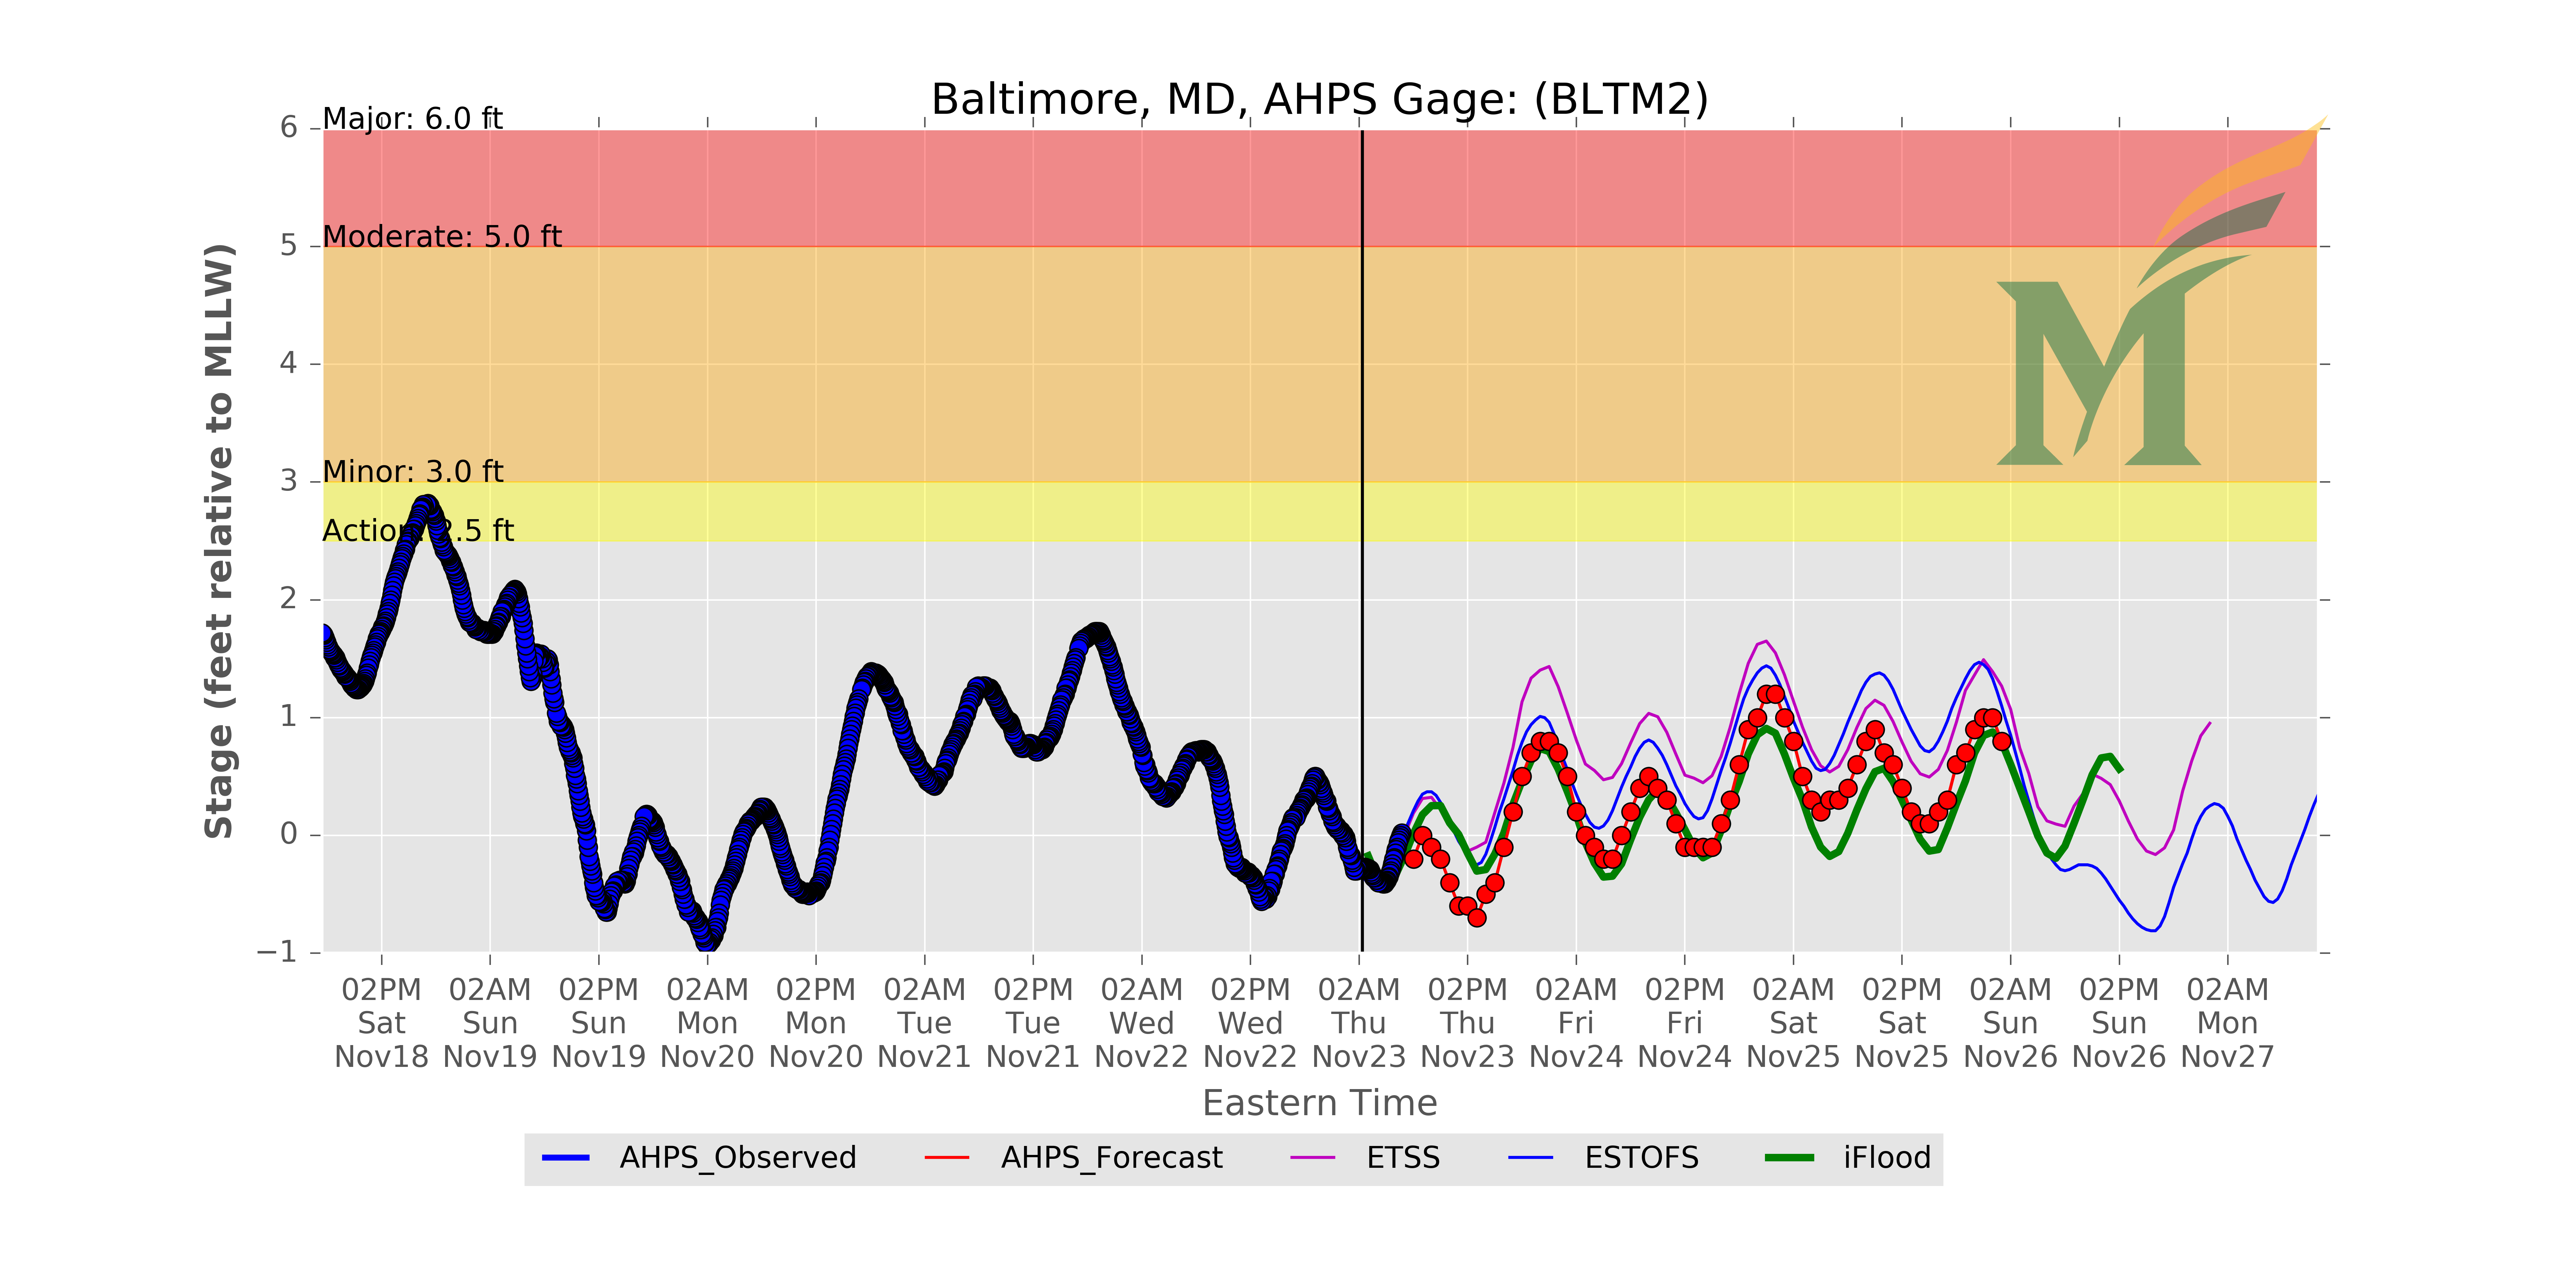 Baltimore, MD, AHPS Gage: (BLTM2)
Major: 6.0 ft
Moderate: 5.0 ft
Minor: 3.0 ft
Action: 2.5 ft
6
5
4
3
2
1
0
−1
Stage (feet relative to MLLW)
02PM 02AM 02PM 02AM 02PM 02AM 02PM 02AM 02PM 02AM 02PM 02AM 02PM 02AM 02PM 02AM 02PM 02AM
Sat Sun Sun Mon Mon Tue Tue Wed Wed Thu Thu Fri Fri Sat Sat Sun Sun Mon
Nov18 Nov19 Nov19 Nov20 Nov20 Nov21 Nov21 Nov22 Nov22 Nov23 Nov23 Nov24 Nov24 Nov25 Nov25 Nov26 Nov26 Nov27
Eastern Time
AHPS_Observed AHPS_Forecast ETSS ESTOFS iFlood
M